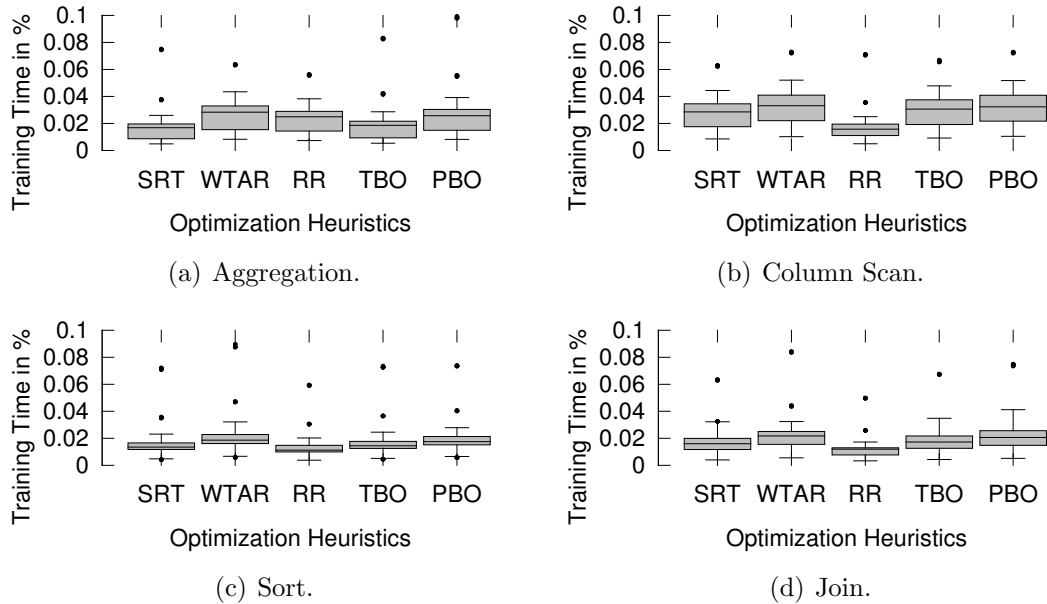 Training Time in %
0.1
0.08
0.06
0.04
0.02
0
SRT WTAR RR TBO PBO
Optimization Heuristics
(a) Aggregation.
Training Time in %
0.1
0.08
0.06
0.04
0.02
0
SRT WTAR RR TBO PBO
Optimization Heuristics
(b) Column Scan.
Training Time in %
0.1
0.08
0.06
0.04
0.02
0
SRT WTAR RR TBO PBO
Optimization Heuristics
(c) Sort.
Training Time in %
0.1
0.08
0.06
0.04
0.02
0
SRT WTAR RR TBO PBO
Optimization Heuristics
(d) Join.